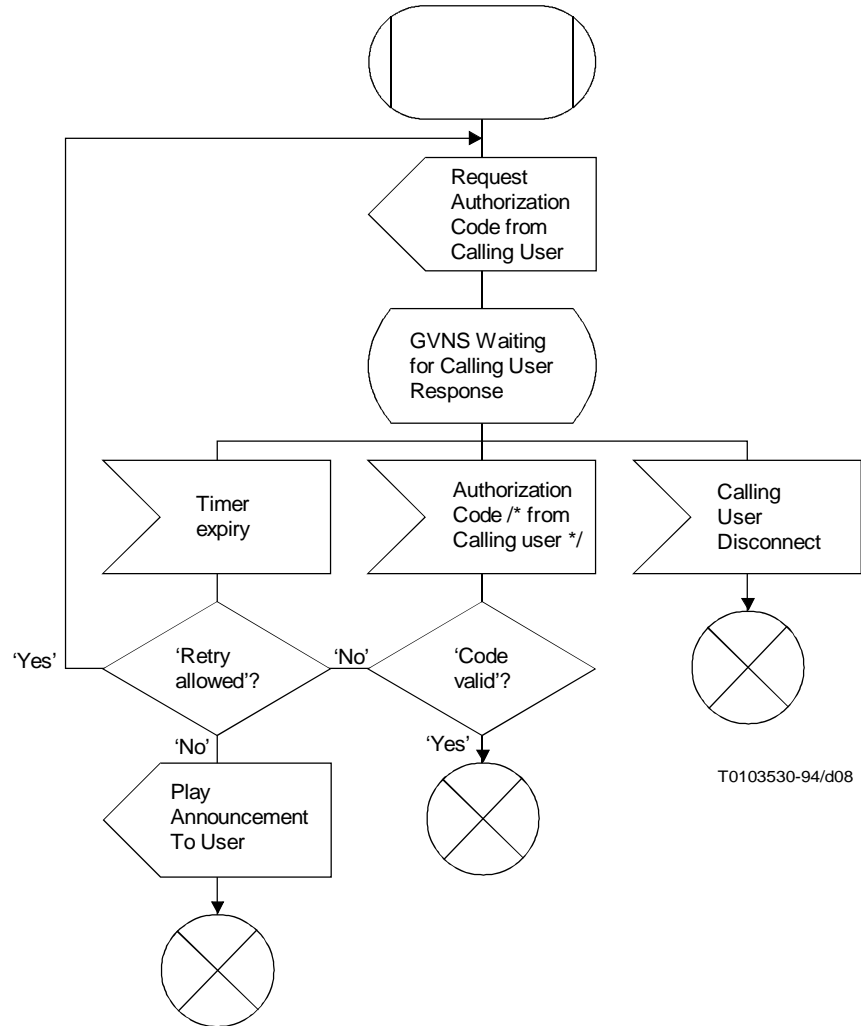 Request
Authorization
Code from
Calling User
GVNS Waiting
for Calling User
Response
Timer
expiry
Authorization
Code /* from
Calling user */
Calling
User
Disconnect
‘Yes’
‘Retry
allowed’?
‘No’
‘Code
valid’?
‘No’
‘Yes’
T0103530-94/d08
Play
Announcement
To User